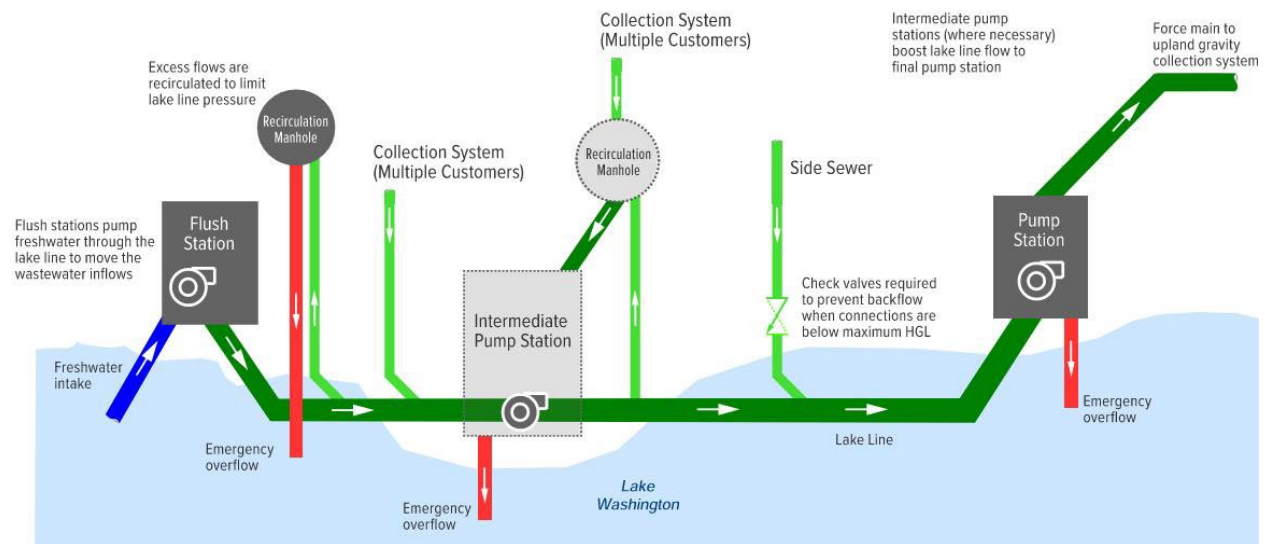 Collection System
(Multiple Customers)
Intermediate pump
stations (where necessary)
boost lake line flow to
final pump station
Force main to
upland gravity
collection system
Excess flows are
recirculated to limit
lake line pressure
Recirculation
Manhole
Collection System
(Multiple Customers)
Recirculation
Manhole
Side Sewer
Flush stations pump
freshwater through the
lake line to move the
wastewater inflows
Flush
Station
Pump
Station
Intermediate
Pump Station
Check valves required
to prevent backflow
when connections are
below maximum HGL
Freshwater
intake
Emergency
overflow
Lake Line
Emergency
overflow
Emergency
overflow
Lake
Washington